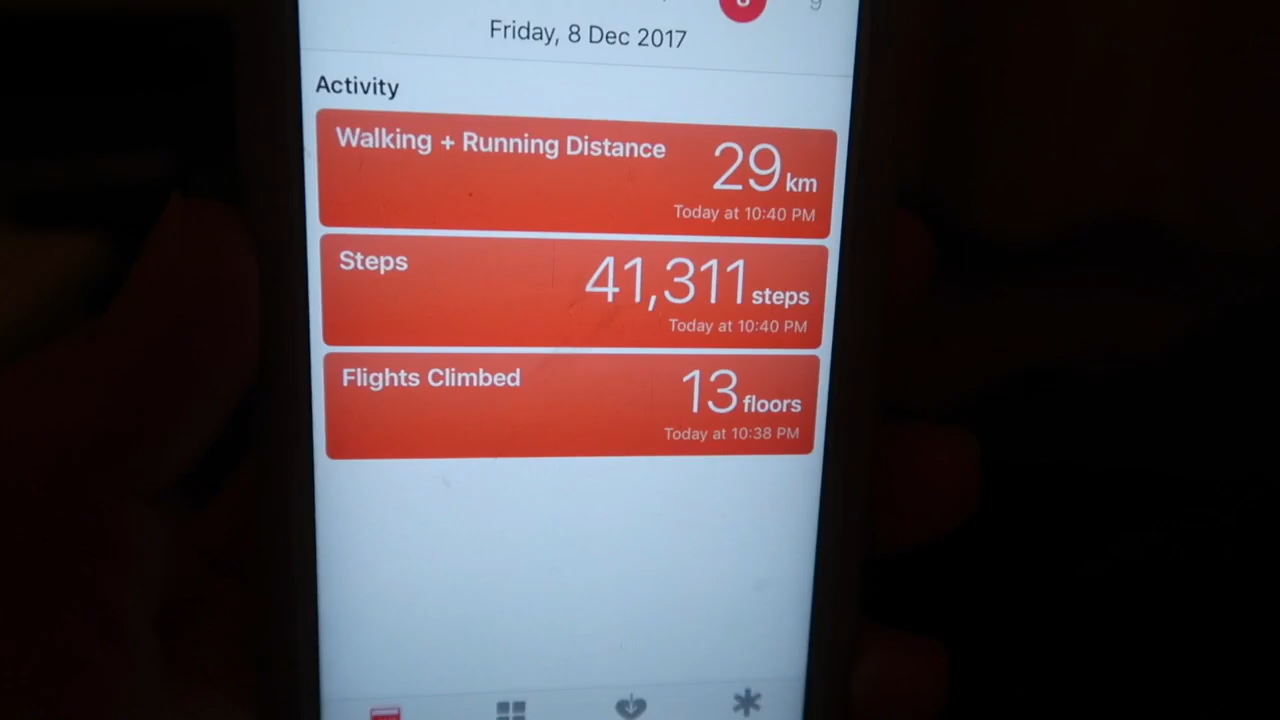 9
Friday, 8 Dec 2017
Activity
Walking + Running Distance
29 km
Today at 10:40 PM
Steps
41,311 steps
Today at 10:40 PM
Flights Climbed
13 floors
Today at 10:38 PM